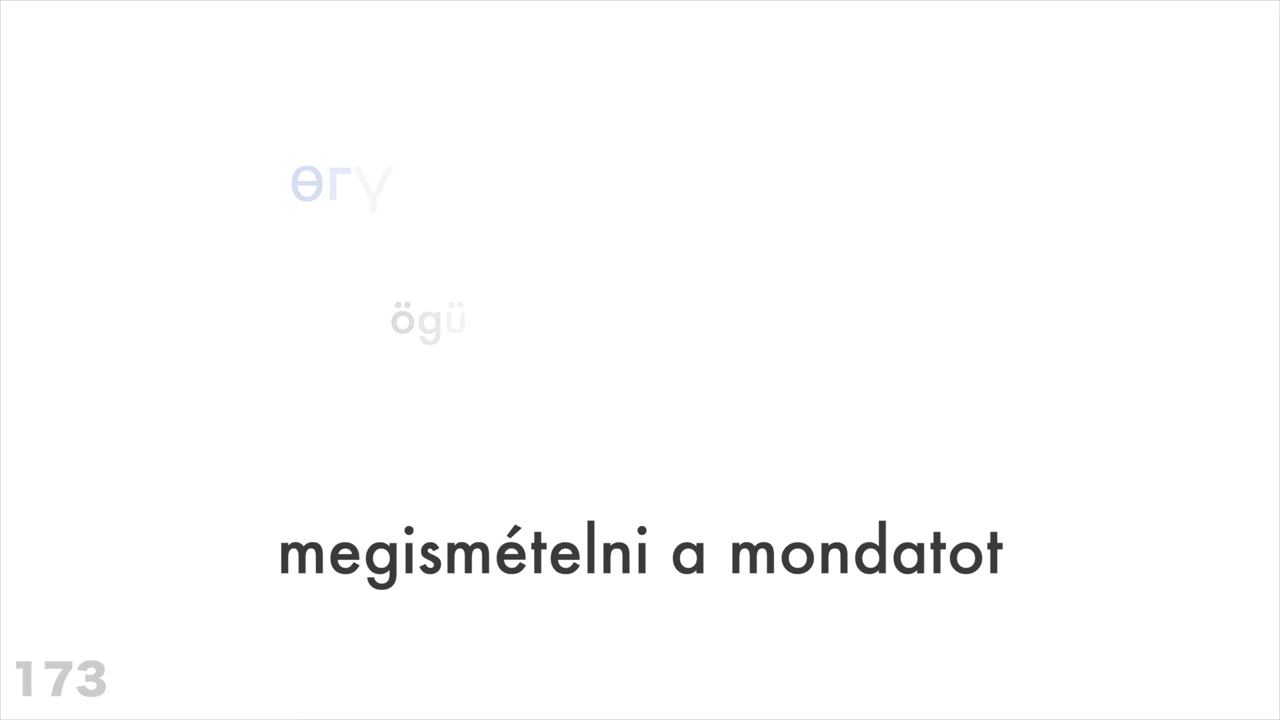 өгү
ögü
megismételni a mondatot
173